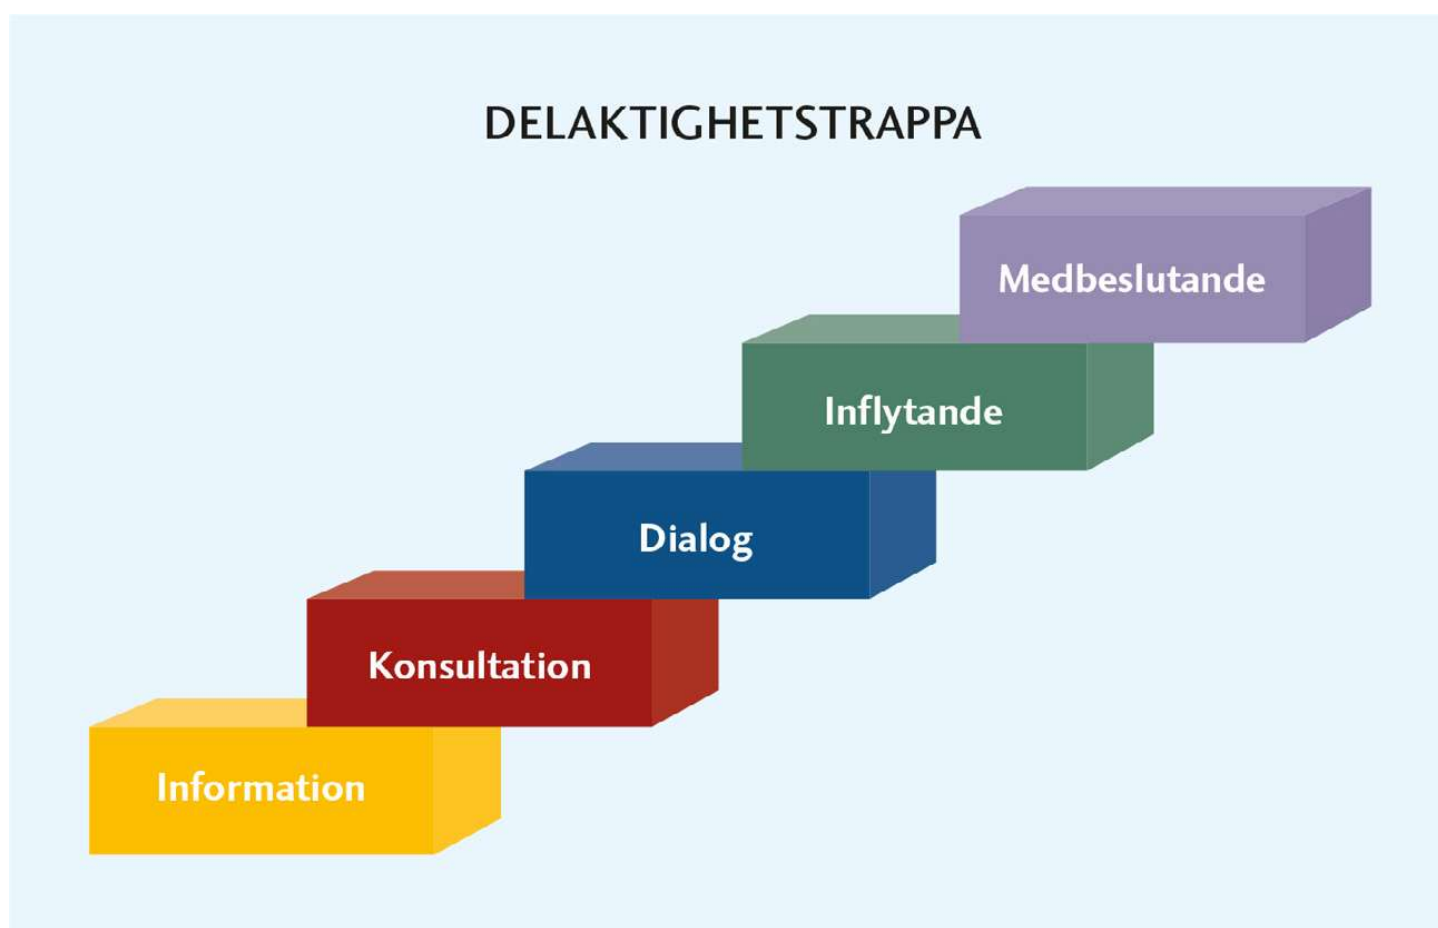 DELAKTIGHETSTRAPPA
Medbeslutande
Inflytande
Dialog
Konsultation
Information